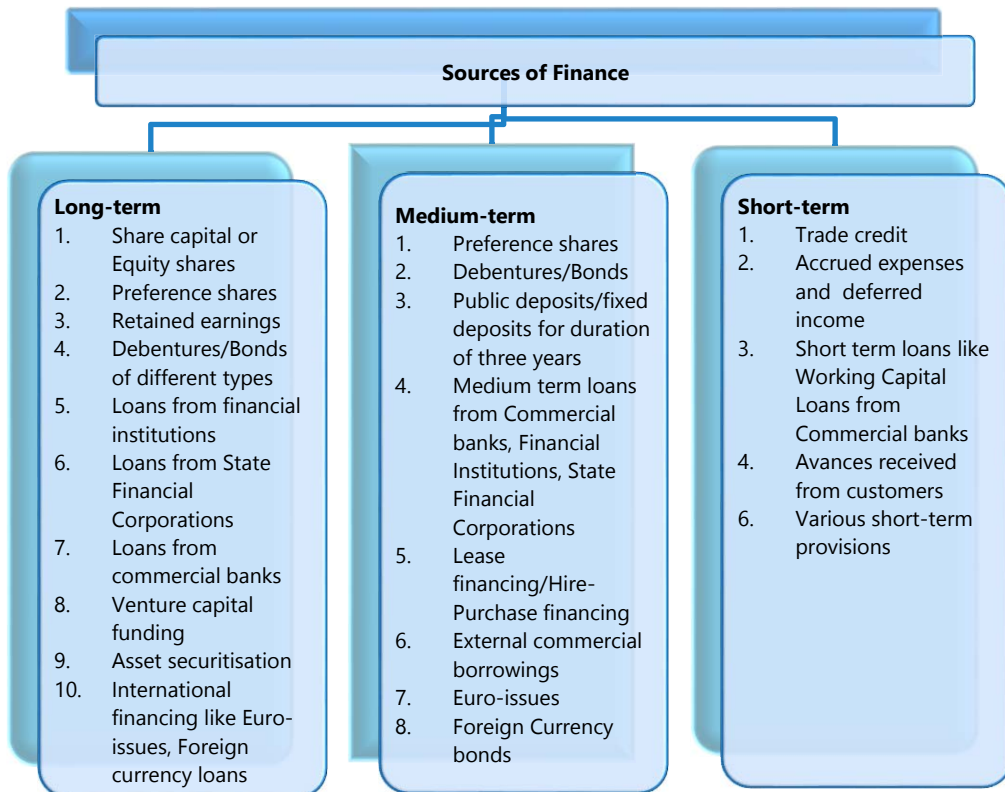 Sources of Finance
Long-term
1. Share capital or
Equity shares
2. Preference shares
3. Retained earnings
4. Debentures/Bonds
of different types
5. Loans from financial
institutions
6. Loans from State
Financial
Corporations
7. Loans from
commercial banks
8. Venture capital
funding
9. Asset securitisation
10. International
financing like Euro-
issues, Foreign
currency loans
Medium-term
1. Preference shares
2. Debentures/Bonds
3. Public deposits/fixed
deposits for duration
of three years
4. Medium term loans
from Commercial
banks, Financial
Institutions, State
Financial
Corporations
5. Lease
financing/Hire-
Purchase financing
6. External commercial
borrowings
7. Euro-issues
8. Foreign Currency
bonds
Short-term
1. Trade credit
2. Accrued expenses
and deferred
income
3. Short term loans like
Working Capital
Loans from
Commercial banks
4. Avances received
from customers
6. Various short-term
provisions